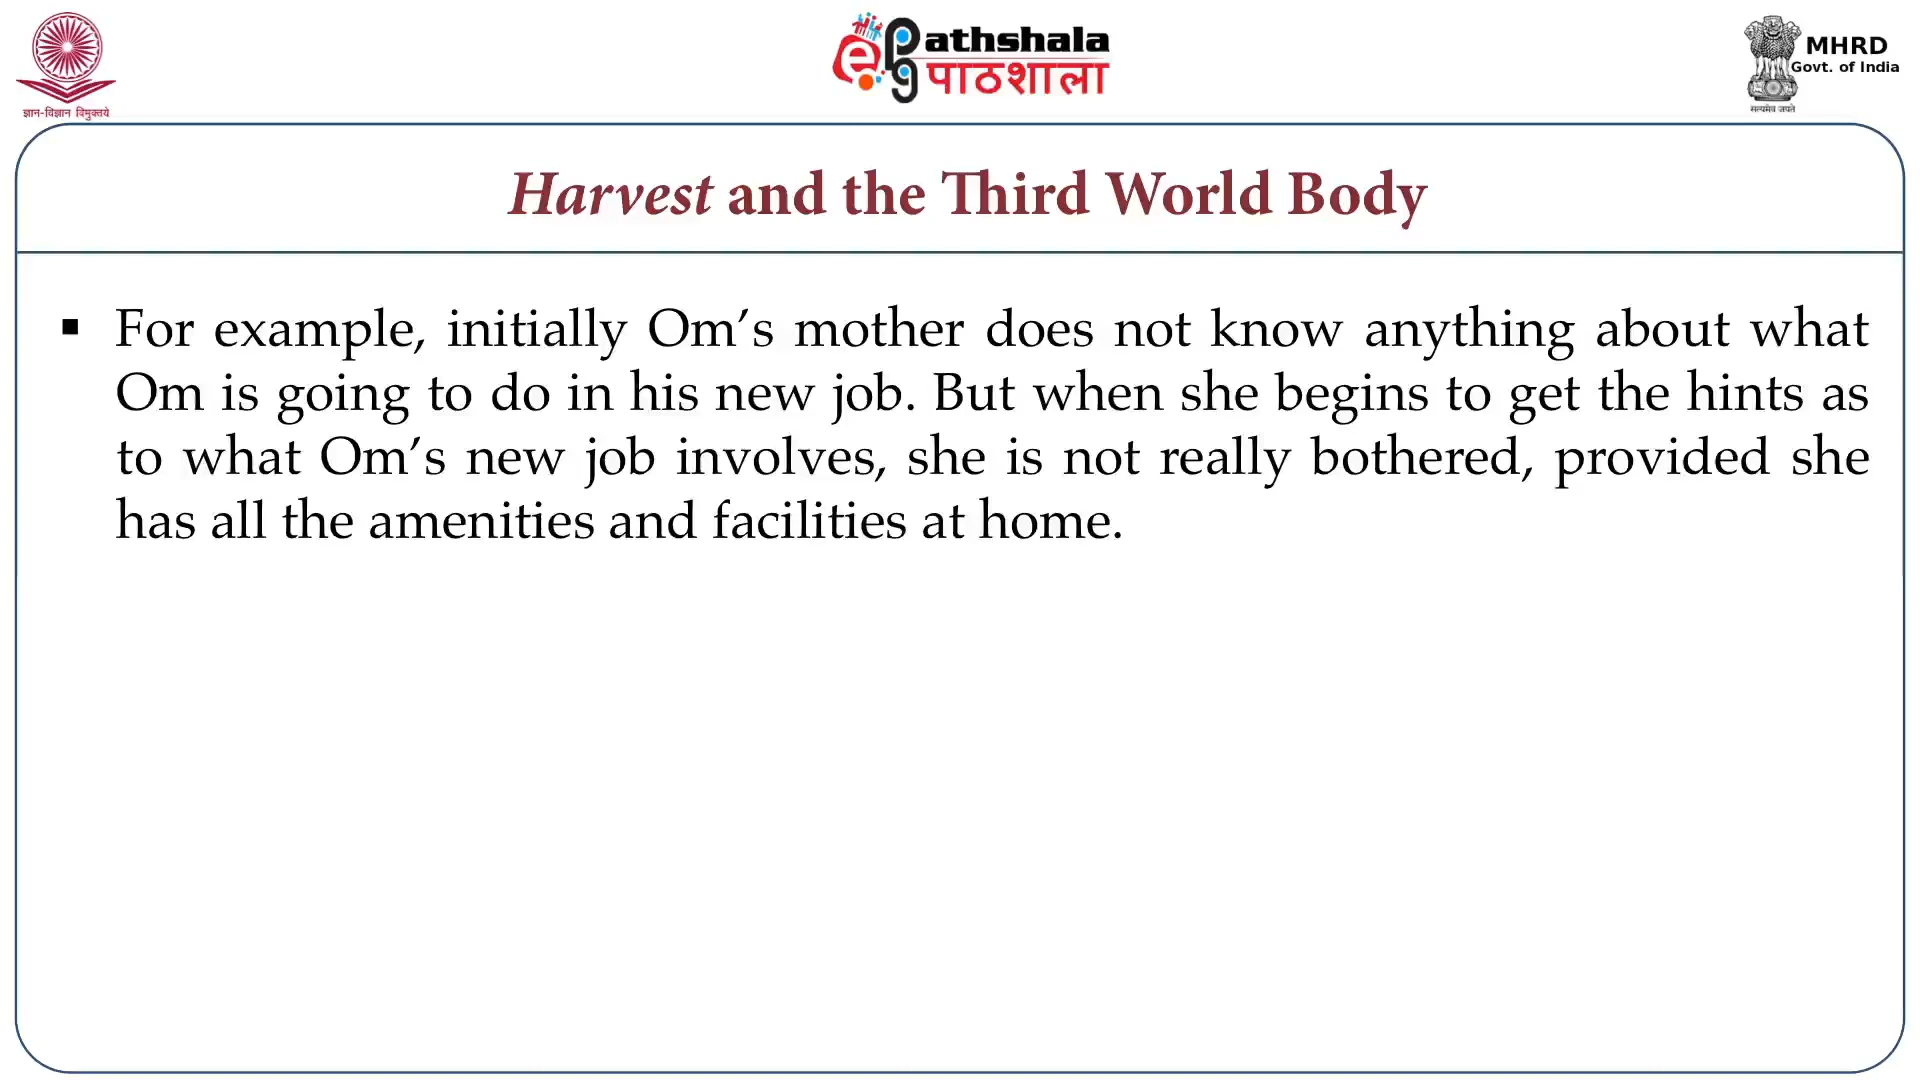 ज्ञान-विज्ञान विमुक्तये
ePathshala
पाठशाला
MHRD
Govt. of India
सत्यमेव जयते
Harvest and the Third World Body
▪ For example, initially Om’s mother does not know anything about what
Om is going to do in his new job. But when she begins to get the hints as
to what Om’s new job involves, she is not really bothered, provided she
has all the amenities and facilities at home.